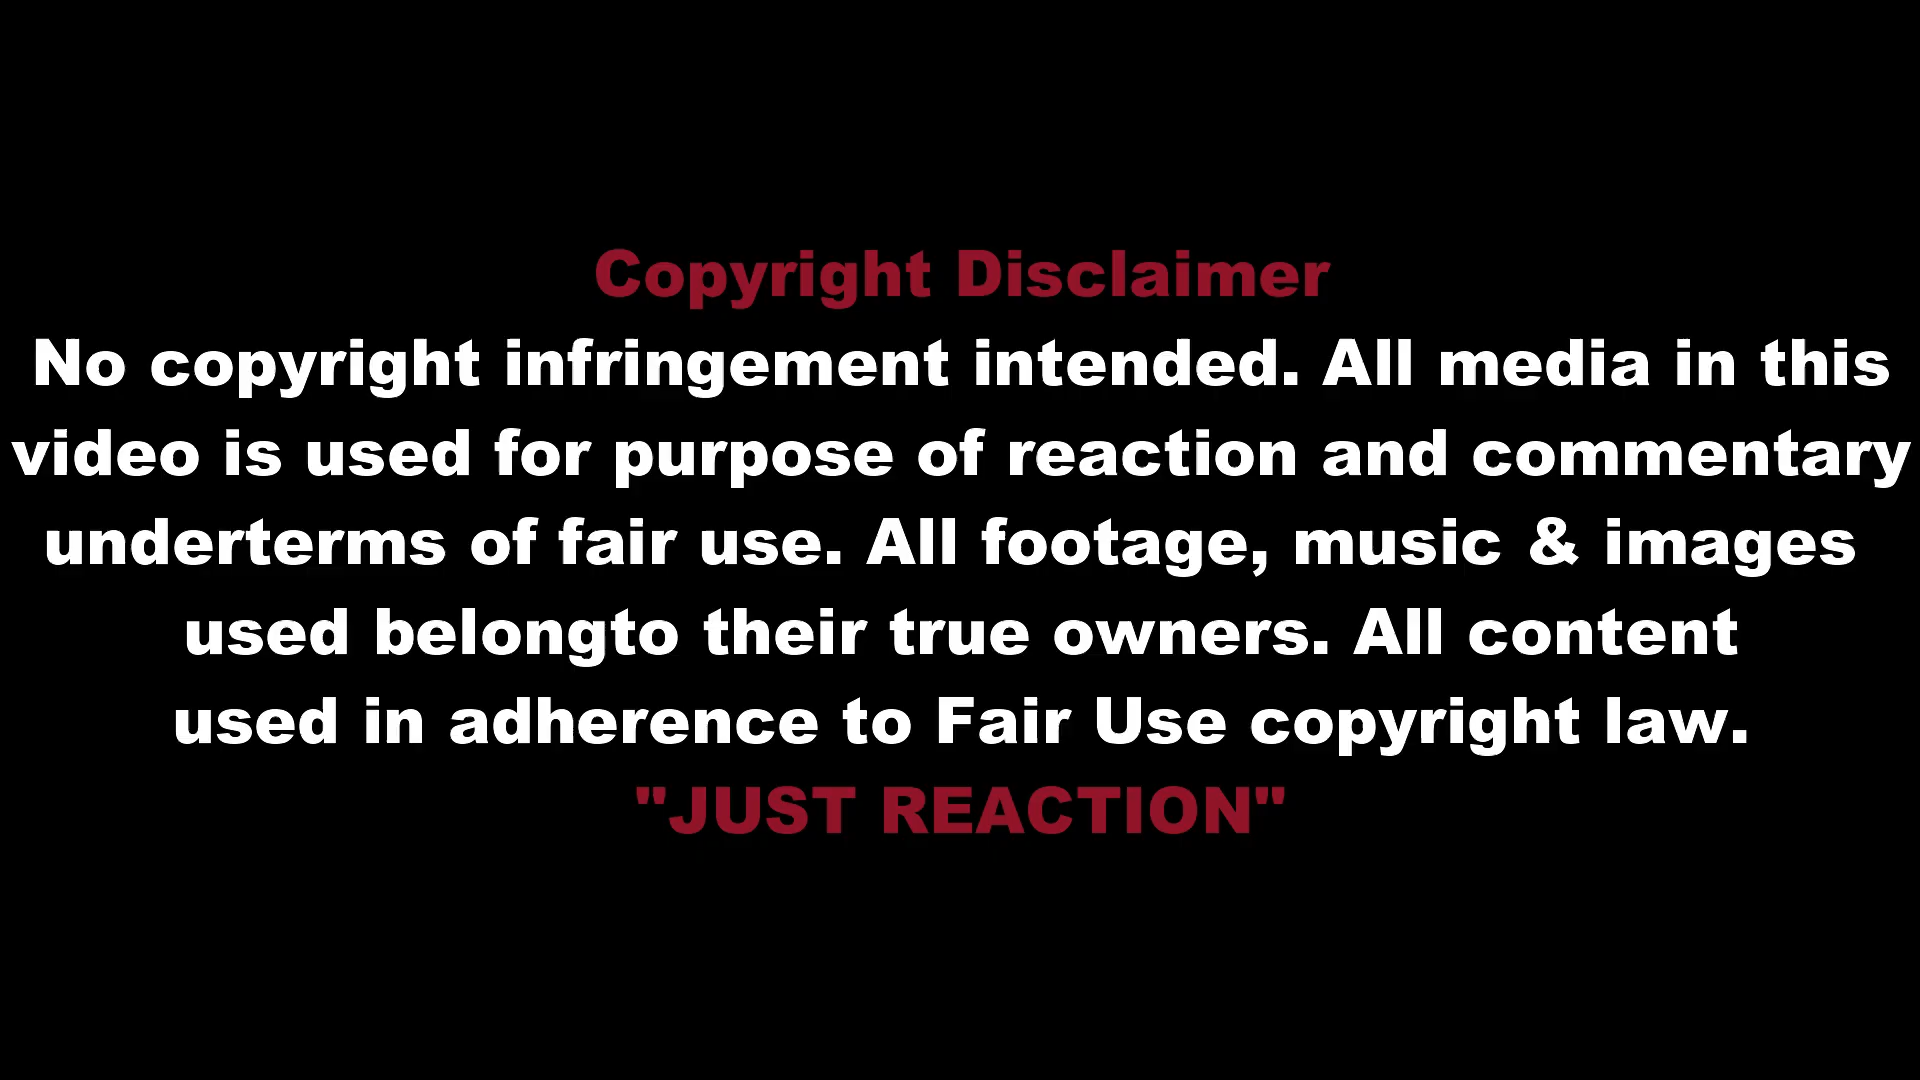 Copyright Disclaimer
No copyright infringement intended. All media in this
video is used for purpose of reaction and commentary
underterms of fair use. All footage, music & images
used belongto their true owners. All content
used in adherence to Fair Use copyright law.
"JUST REACTION"